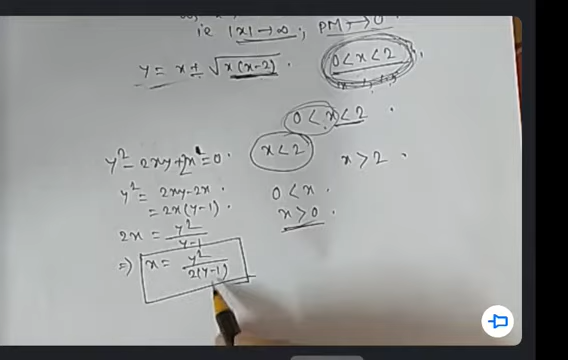 ie |x| → ∞ ; PM → 0
y = x ± √x(x-2) . 0 < x < 2 .
0 < x < 2 .
y² - 2xy + 2x = 0 . x < 2 x > 2 .
y² = 2xy - 2x . 0 < x .
= 2x(y-1) . x > 0 .
2x = y²/y-1
⇒ x = y²/2(y-1)